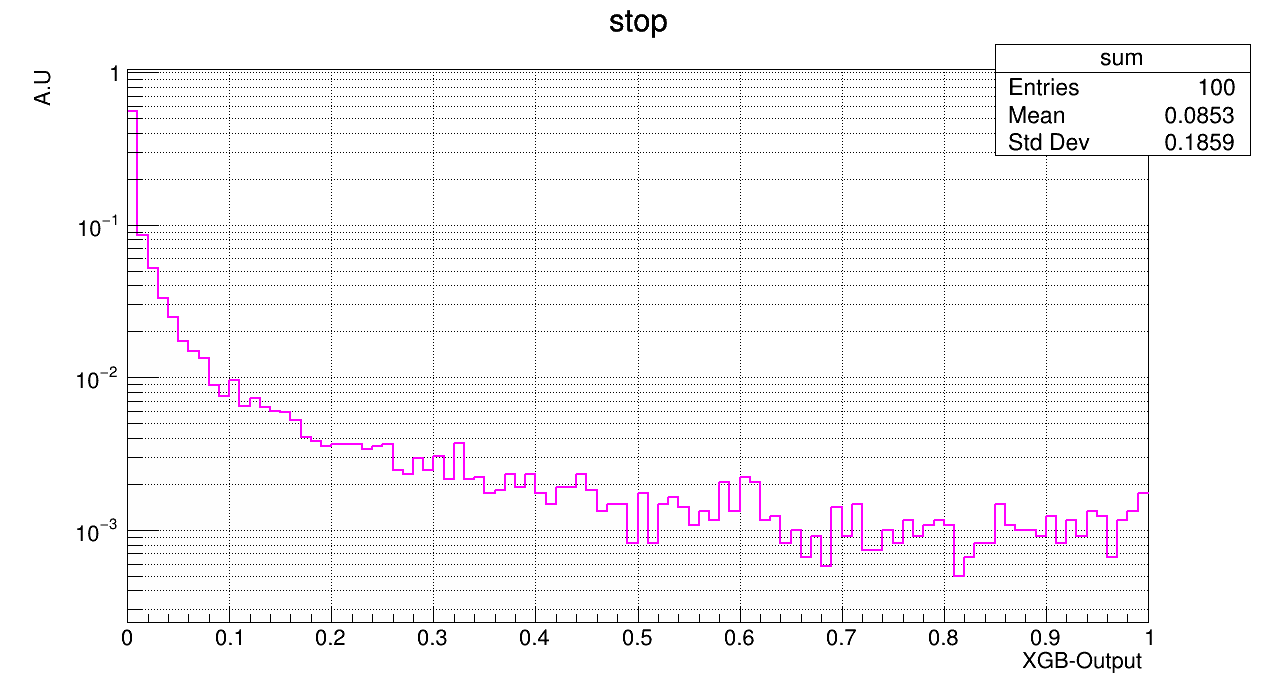 stop
sum
Entries 100
Mean 0.0853
Std Dev 0.1859
A.U
1
10⁻¹
10⁻²
10⁻³
0 0.1 0.2 0.3 0.4 0.5 0.6 0.7 0.8 0.9 1
XGB-Output